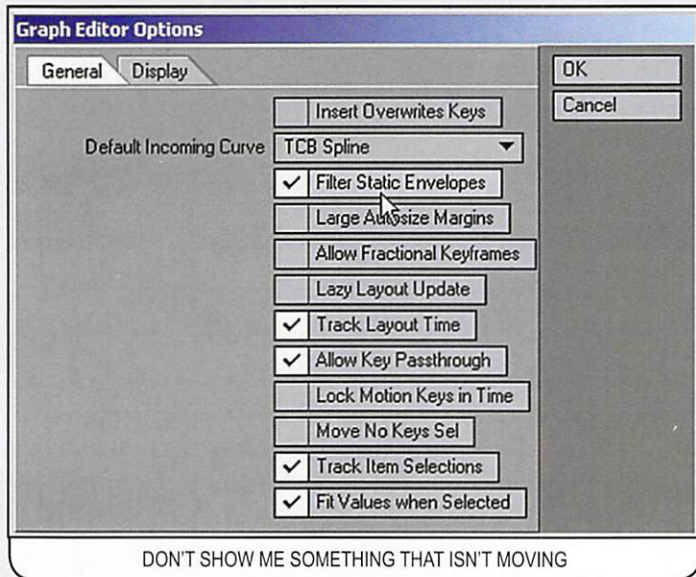 Graph Editor Options
General
Display
OK
Cancel
Insert Overwrites Keys
Default Incoming Curve TCB Spline
Filter Static Envelopes
Large Autosize Margins
Allow Fractional Keyframes
Lazy Layout Update
Track Layout Time
Allow Key Passthrough
Lock Motion Keys in Time
Move No Keys Sel
Track Item Selections
Fit Values when Selected
DON'T SHOW ME SOMETHING THAT ISN'T MOVING